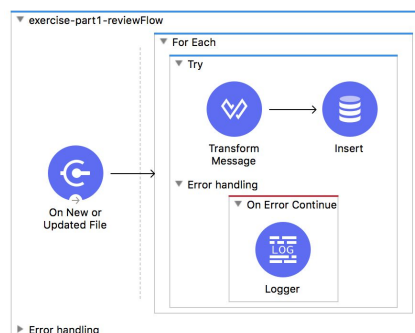 exercise-part1-reviewFlow
For Each
Try
Transform
Message
Insert
On New or
Updated File
Error handling
On Error Continue
LOG
Logger
Error handling